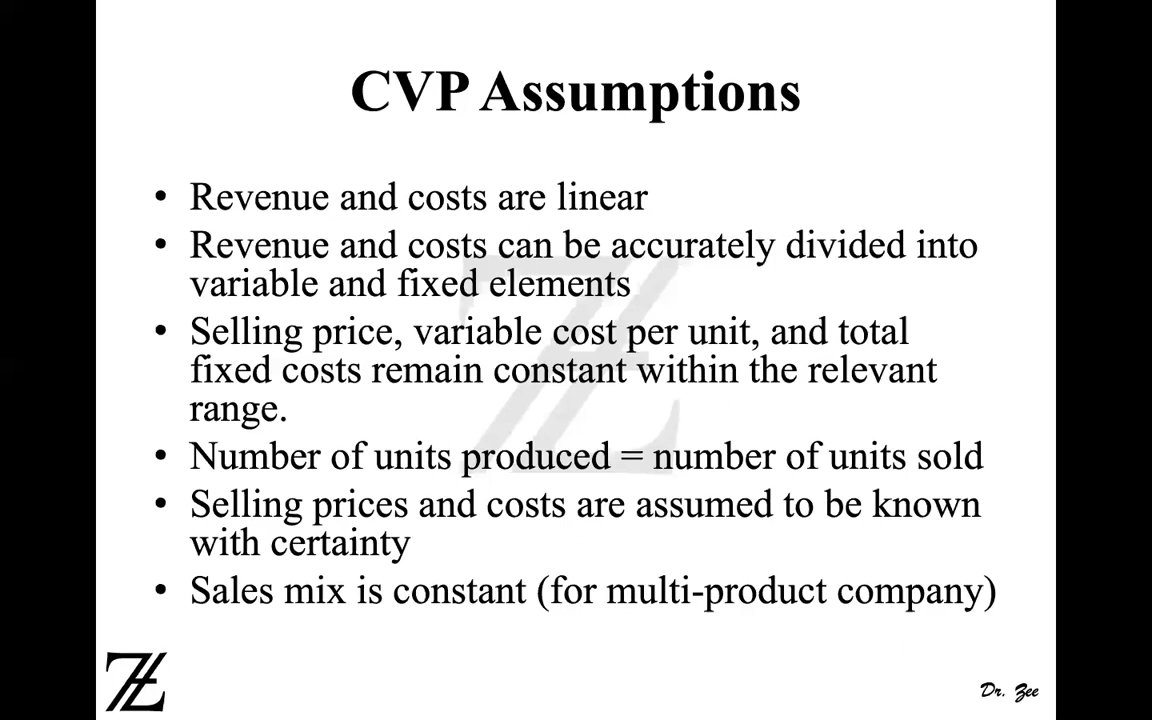 CVP Assumptions
• Revenue and costs are linear
• Revenue and costs can be accurately divided into
variable and fixed elements
• Selling price, variable cost per unit, and total
fixed costs remain constant within the relevant
range.
• Number of units produced = number of units sold
• Selling prices and costs are assumed to be known
with certainty
• Sales mix is constant (for multi-product company)
Dr. Zee